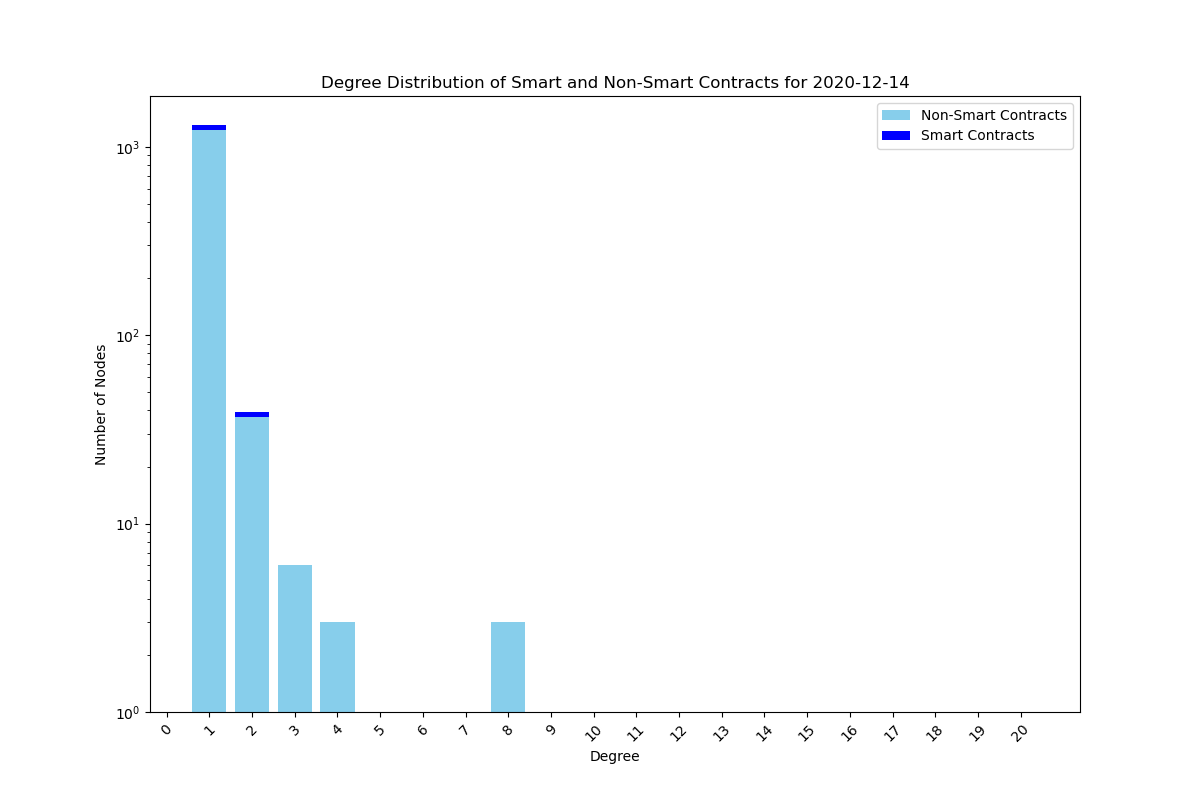 Degree Distribution of Smart and Non-Smart Contracts for 2020-12-14
Non-Smart Contracts
Smart Contracts
Number of Nodes
10³
10²
10¹
10⁰
0 1 2 3 4 5 6 7 8 9 10 11 12 13 14 15 16 17 18 19 20
Degree